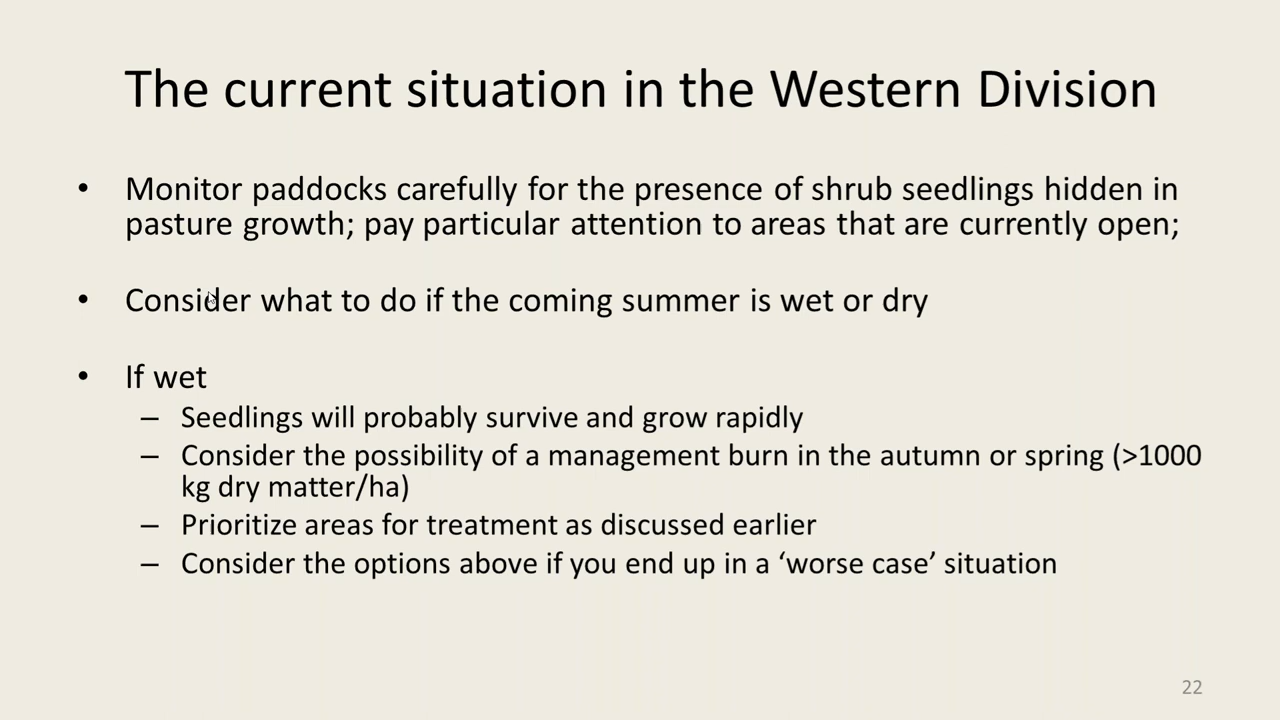 The current situation in the Western Division
• Monitor paddocks carefully for the presence of shrub seedlings hidden in
pasture growth; pay particular attention to areas that are currently open;
• Consider what to do if the coming summer is wet or dry
• If wet
– Seedlings will probably survive and grow rapidly
– Consider the possibility of a management burn in the autumn or spring (>1000
kg dry matter/ha)
– Prioritize areas for treatment as discussed earlier
– Consider the options above if you end up in a ‘worse case’ situation
22